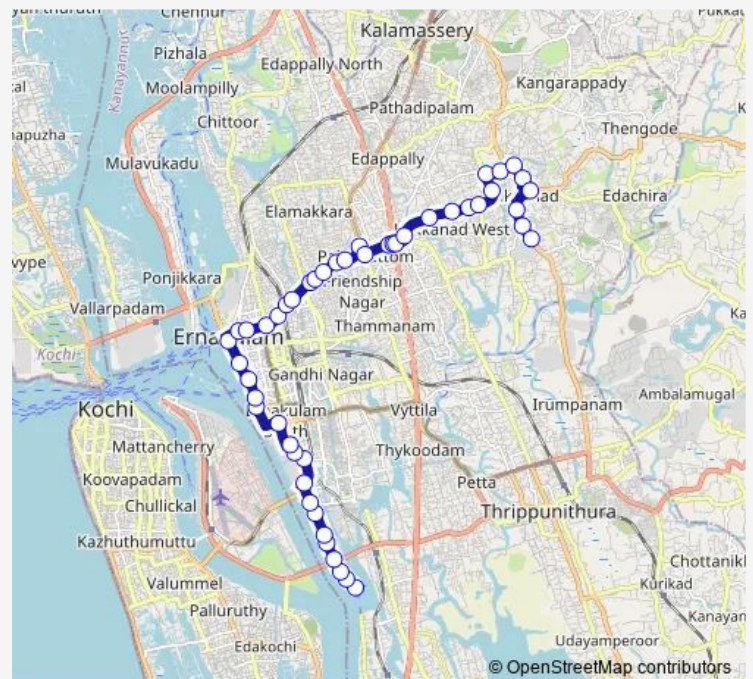 Chennur
Kalamassery
Pizhala
Edappally North
Kanayannur
Kangarappady
Moolampilly
Pathadipalam
Chittoor
Thengode
Edappally
Mulavukadu
Edachira
Elamakkara
Kakkanad West
Ponjikkara
Friendship
Nagar
Vallarpadam
Thammanam
Ernakulam
Kochi
Gandhi Nagar
Irumpanam
Ambalamugal
Kochi
Vyttila
Mattancherry
Thykoodam
Koovapadam
Petta
Chullickal
Thrippunithura
Kazhuthumuttu
Valummel
Kurikad
Palluruthy
Edakochi
Udayamperoor
© OpenStreetMap contributors